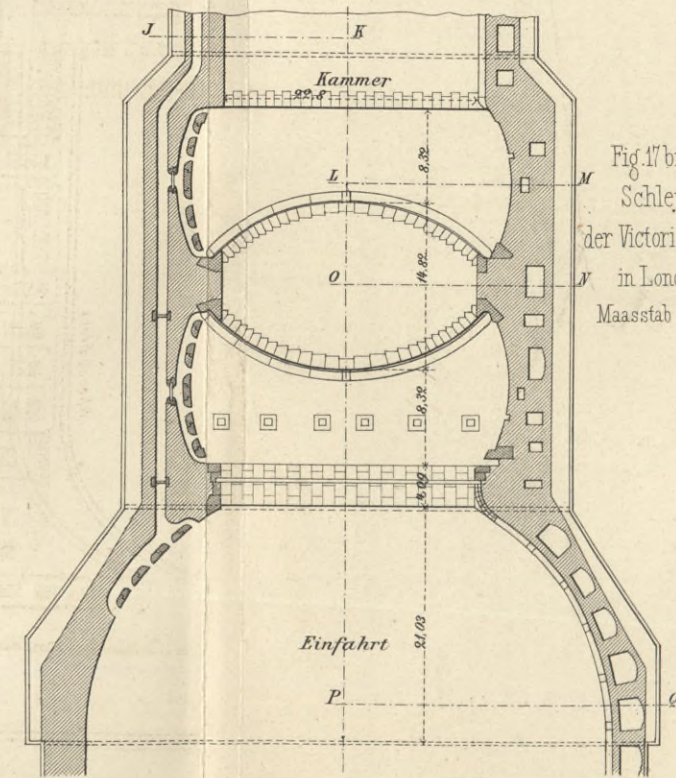 J K
Kammer
22,8
8,32
L M
Fig. 17
Schle
der Victori
in Lond
Maasstab
14,82
O N
8,32
4,09
21,03
Einfahrt
P